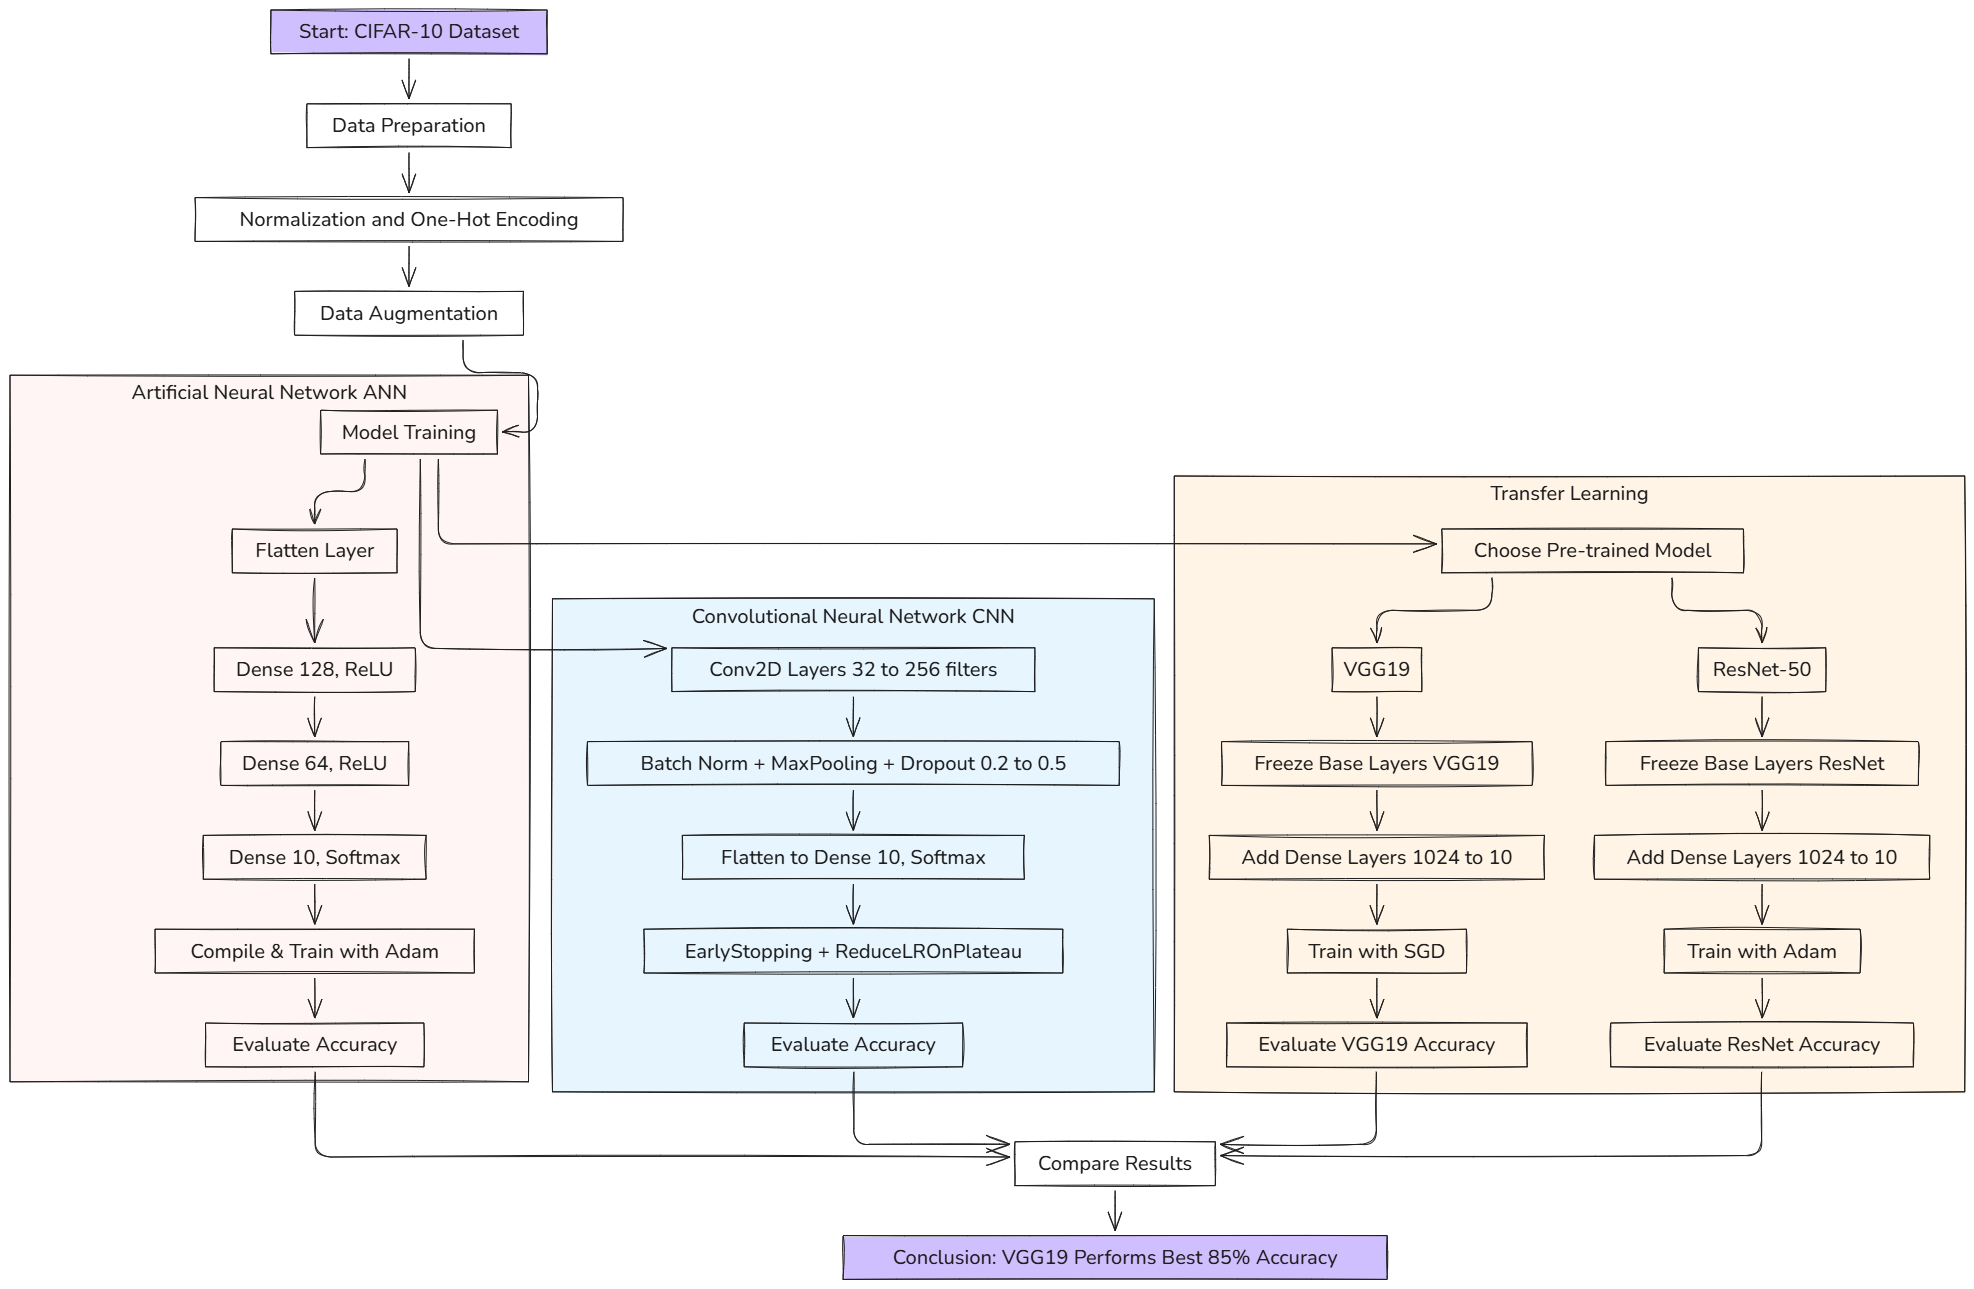 Start: CIFAR-10 Dataset
Data Preparation
Normalization and One-Hot Encoding
Data Augmentation
Artificial Neural Network ANN
Model Training
Flatten Layer
Dense 128, ReLU
Dense 64, ReLU
Dense 10, Softmax
Compile & Train with Adam
Evaluate Accuracy
Convolutional Neural Network CNN
Conv2D Layers 32 to 256 filters
Batch Norm + MaxPooling + Dropout 0.2 to 0.5
Flatten to Dense 10, Softmax
EarlyStopping + ReduceLROnPlateau
Evaluate Accuracy
Transfer Learning
Choose Pre-trained Model
VGG19
Freeze Base Layers VGG19
Add Dense Layers 1024 to 10
Train with SGD
Evaluate VGG19 Accuracy
ResNet-50
Freeze Base Layers ResNet
Add Dense Layers 1024 to 10
Train with Adam
Evaluate ResNet Accuracy
Compare Results
Conclusion: VGG19 Performs Best 85% Accuracy